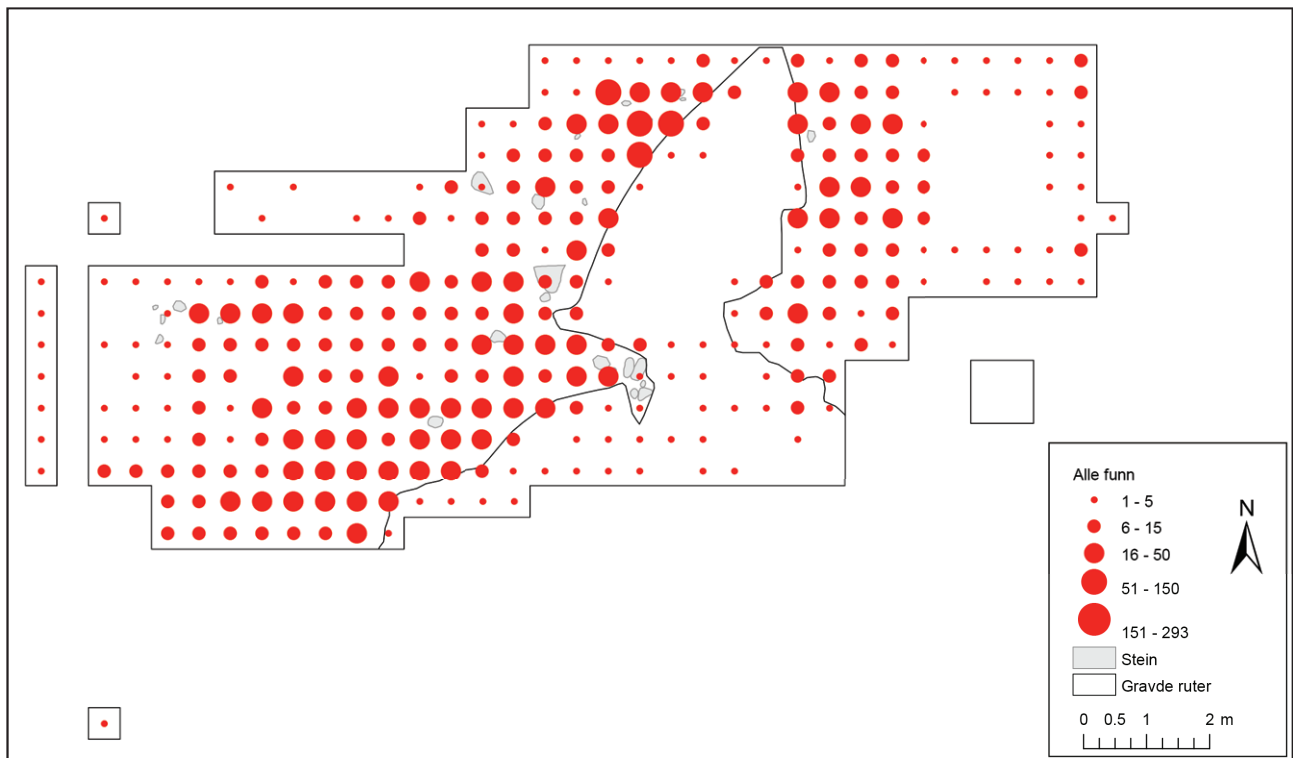 Alle funn
1 - 5
6 - 15
16 - 50
51 - 150
151 - 293
Stein
Gravde ruter
0 0.5 1 2 m
N